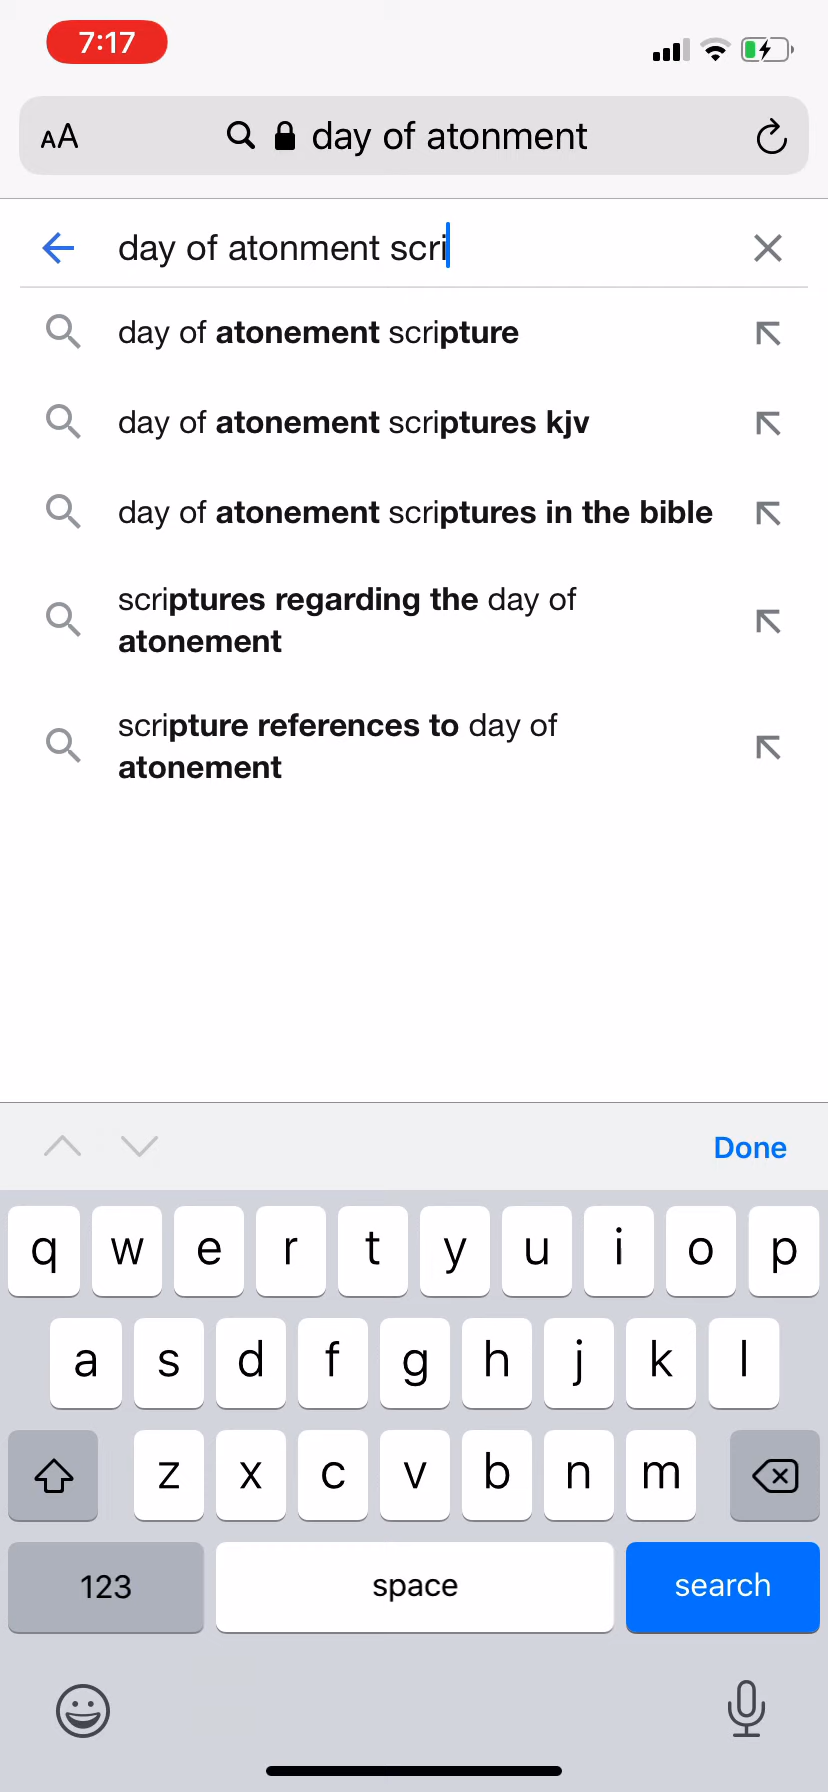 7:17
AA day of atonment
day of atonment scri
day of atonement scripture
day of atonement scriptures kjv
day of atonement scriptures in the bible
scriptures regarding the day of
atonement
scripture references to day of
atonement
Done
q w e r t y u i o p
a s d f g h j k l
z x c v b n m
123 space search